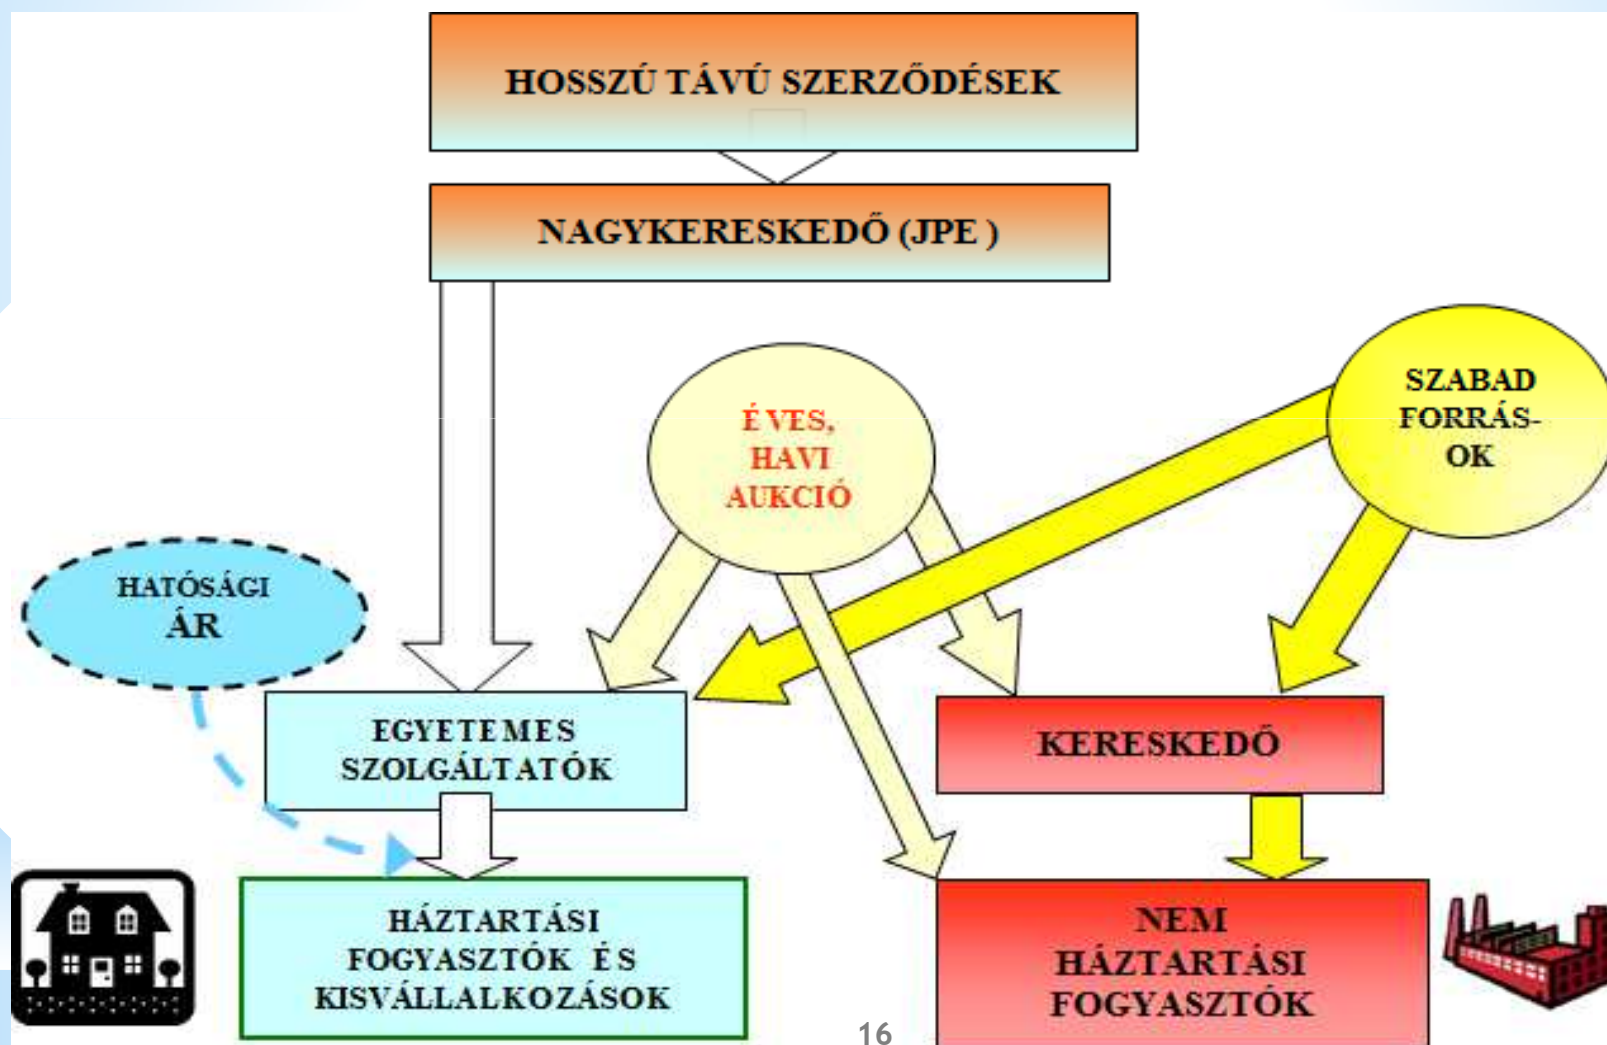 HOSSZÚ TÁVÚ SZERZŐDÉSEK
NAGYKERESKEDŐ (JPE )
ÉVES,
HAVI
AUKCIÓ
SZABAD
FORRÁS-
OK
HATÓSÁGI
ÁR
EGYETEMES
SZOLGÁLTATÓK
KERESKEDŐ
HÁZTARTÁSI
FOGYASZTÓK ÉS
KISVÁLLALKOZÁSOK
NEM
HÁZTARTÁSI
FOGYASZTÓK
16